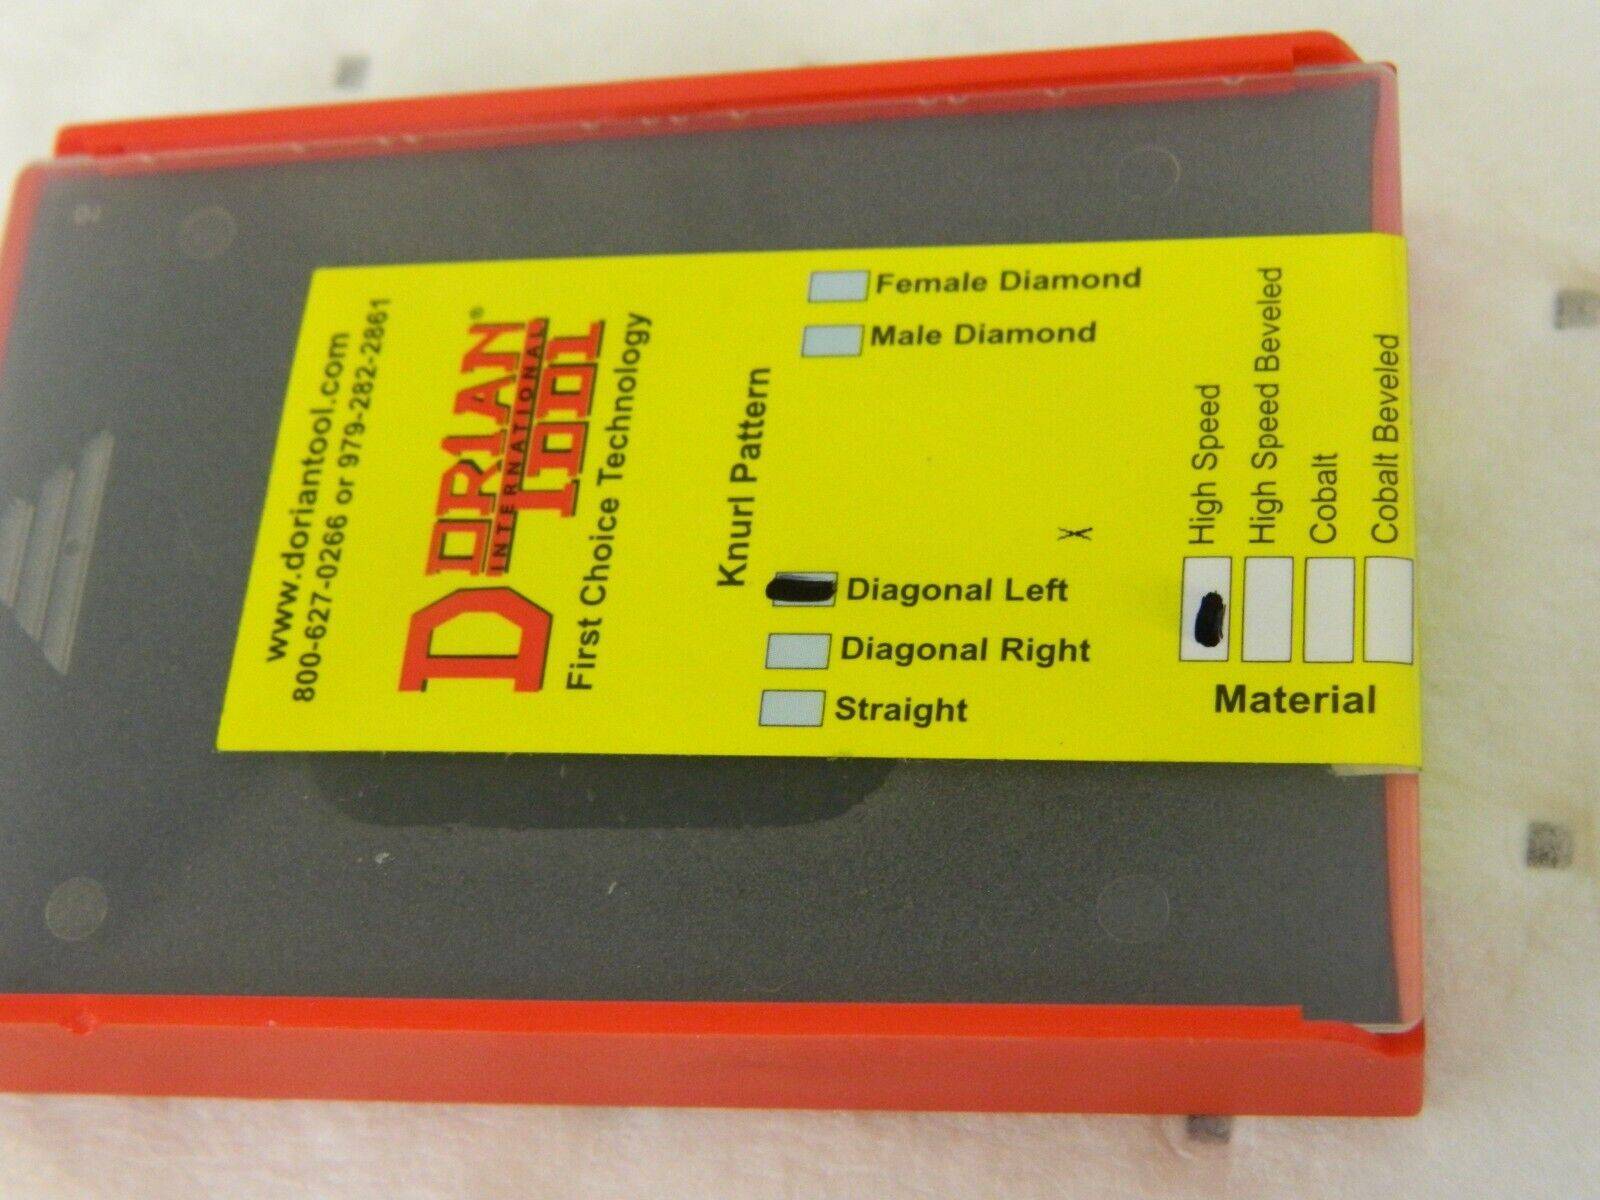 www.doriantool.com
800-627-0266 or 979-282-2861
D DORIAN®
INTERNATIONAL
TOOL
First Choice Technology
Knurl Pattern
Female Diamond
Male Diamond
Diagonal Left
Diagonal Right
Straight
High Speed
High Speed Beveled
Cobalt
Cobalt Beveled
Material